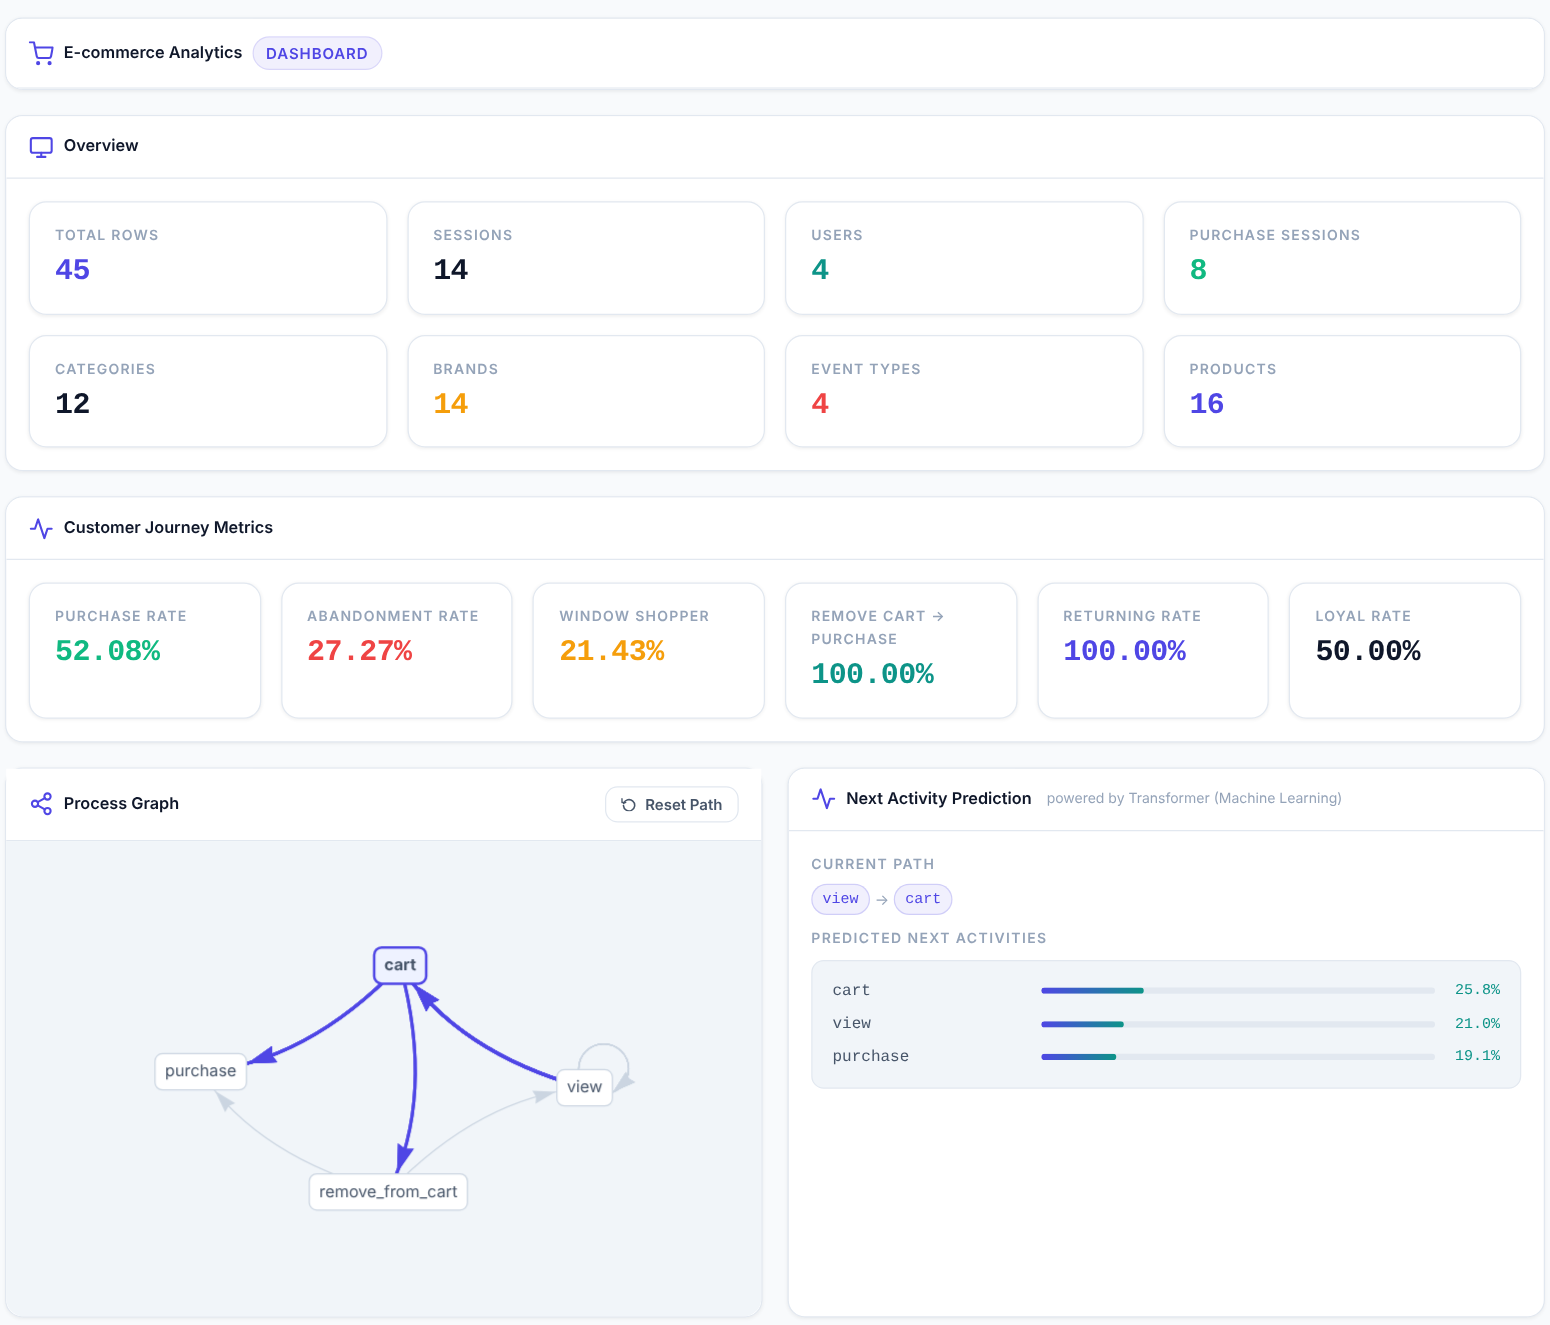 E-commerce Analytics DASHBOARD
Overview
TOTAL ROWS
45
SESSIONS
14
USERS
4
PURCHASE SESSIONS
8
CATEGORIES
12
BRANDS
14
EVENT TYPES
4
PRODUCTS
16
Customer Journey Metrics
PURCHASE RATE
52.08%
ABANDONMENT RATE
27.27%
WINDOW SHOPPER
21.43%
REMOVE CART →
PURCHASE
100.00%
RETURNING RATE
100.00%
LOYAL RATE
50.00%
Process Graph
Reset Path
cart
purchase
view
remove_from_cart
Next Activity Prediction powered by Transformer (Machine Learning)
CURRENT PATH
view → cart
PREDICTED NEXT ACTIVITIES
cart 25.8%
view 21.0%
purchase 19.1%